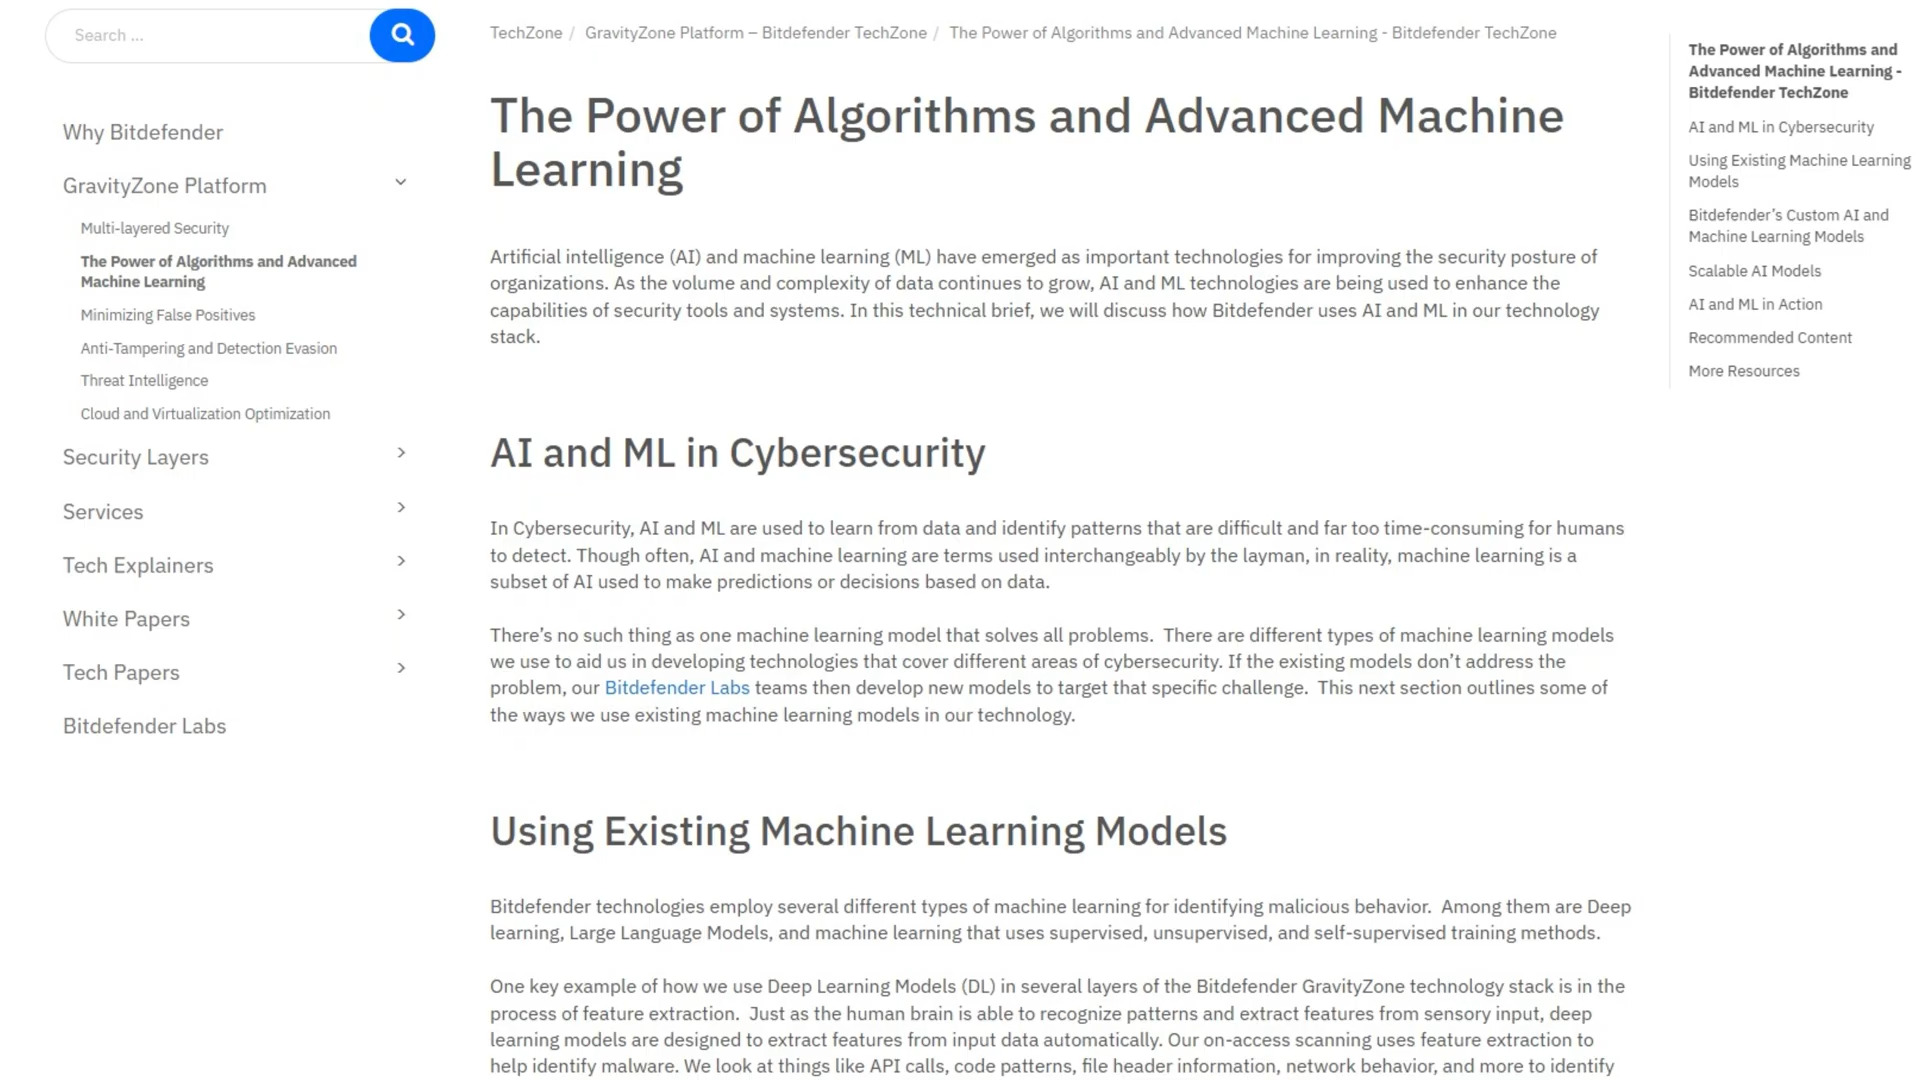 Search ...
Why Bitdefender
GravityZone Platform
Multi-layered Security
The Power of Algorithms and Advanced
Machine Learning
Minimizing False Positives
Anti-Tampering and Detection Evasion
Threat Intelligence
Cloud and Virtualization Optimization
Security Layers
Services
Tech Explainers
White Papers
Tech Papers
Bitdefender Labs
TechZone / GravityZone Platform – Bitdefender TechZone / The Power of Algorithms and Advanced Machine Learning - Bitdefender TechZone
The Power of Algorithms and Advanced Machine
Learning
Artificial intelligence (AI) and machine learning (ML) have emerged as important technologies for improving the security posture of
organizations. As the volume and complexity of data continues to grow, AI and ML technologies are being used to enhance the
capabilities of security tools and systems. In this technical brief, we will discuss how Bitdefender uses AI and ML in our technology
stack.
AI and ML in Cybersecurity
In Cybersecurity, AI and ML are used to learn from data and identify patterns that are difficult and far too time-consuming for humans
to detect. Though often, AI and machine learning are terms used interchangeably by the layman, in reality, machine learning is a
subset of AI used to make predictions or decisions based on data.
There’s no such thing as one machine learning model that solves all problems.  There are different types of machine learning models
we use to aid us in developing technologies that cover different areas of cybersecurity. If the existing models don’t address the
problem, our Bitdefender Labs teams then develop new models to target that specific challenge.  This next section outlines some of
the ways we use existing machine learning models in our technology.
Using Existing Machine Learning Models
Bitdefender technologies employ several different types of machine learning for identifying malicious behavior.  Among them are Deep
learning, Large Language Models, and machine learning that uses supervised, unsupervised, and self-supervised training methods.
One key example of how we use Deep Learning Models (DL) in several layers of the Bitdefender GravityZone technology stack is in the
process of feature extraction.  Just as the human brain is able to recognize patterns and extract features from sensory input, deep
learning models are designed to extract features from input data automatically. Our on-access scanning uses feature extraction to
help identify malware. We look at things like API calls, code patterns, file header information, network behavior, and more to identify
The Power of Algorithms and
Advanced Machine Learning -
Bitdefender TechZone
AI and ML in Cybersecurity
Using Existing Machine Learning
Models
Bitdefender’s Custom AI and
Machine Learning Models
Scalable AI Models
AI and ML in Action
Recommended Content
More Resources